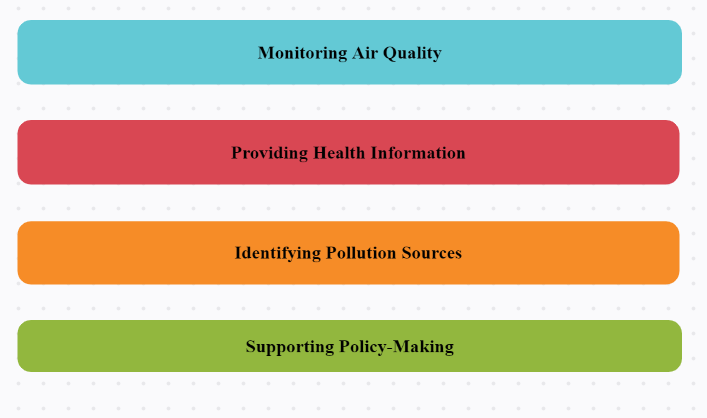 Monitoring Air Quality
Providing Health Information
Identifying Pollution Sources
Supporting Policy-Making